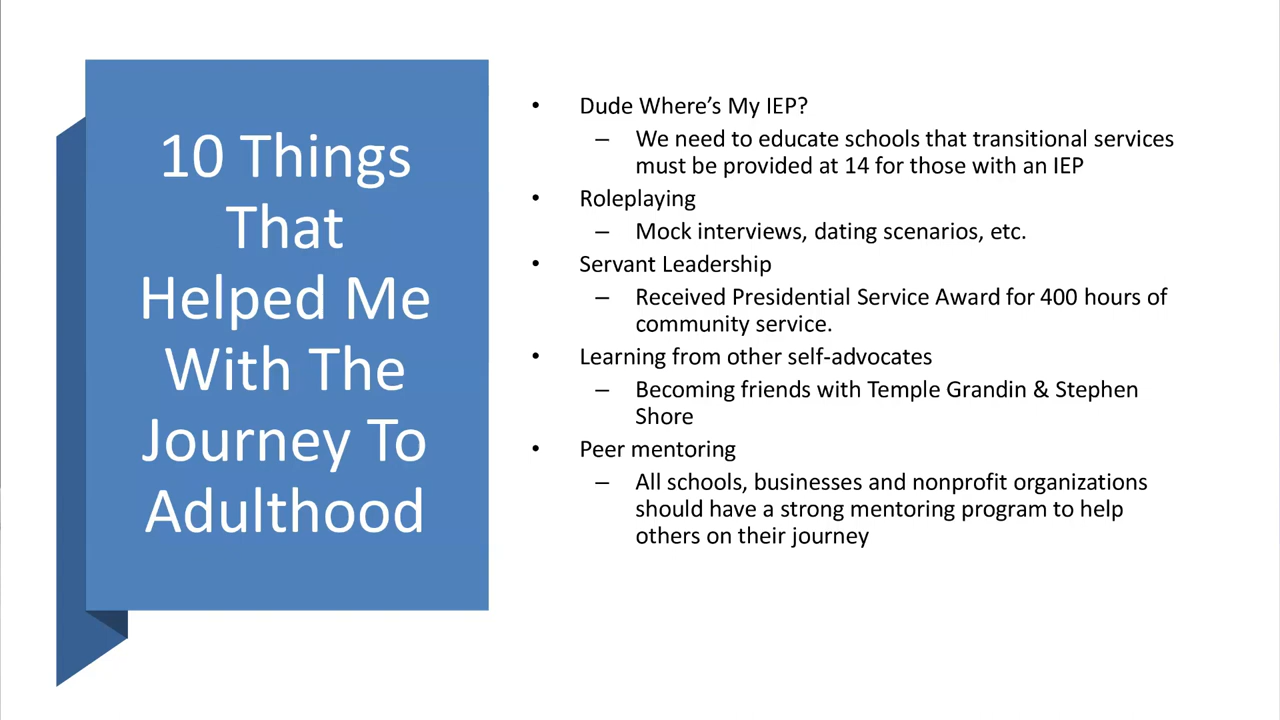 10 Things
That
Helped Me
With The
Journey To
Adulthood
• Dude Where's My IEP?
– We need to educate schools that transitional services
must be provided at 14 for those with an IEP
• Roleplaying
– Mock interviews, dating scenarios, etc.
• Servant Leadership
– Received Presidential Service Award for 400 hours of
community service.
• Learning from other self-advocates
– Becoming friends with Temple Grandin & Stephen
Shore
• Peer mentoring
– All schools, businesses and nonprofit organizations
should have a strong mentoring program to help
others on their journey